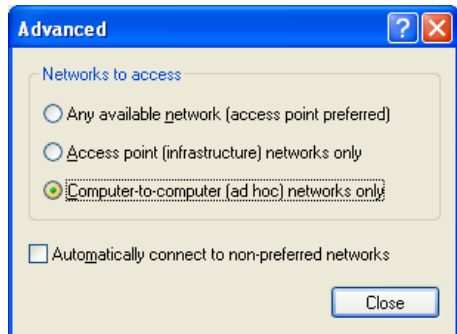 Advanced
Networks to access
Any available network (access point preferred)
Access point (infrastructure) networks only
Computer-to-computer (ad hoc) networks only
Automatically connect to non-preferred networks
Close